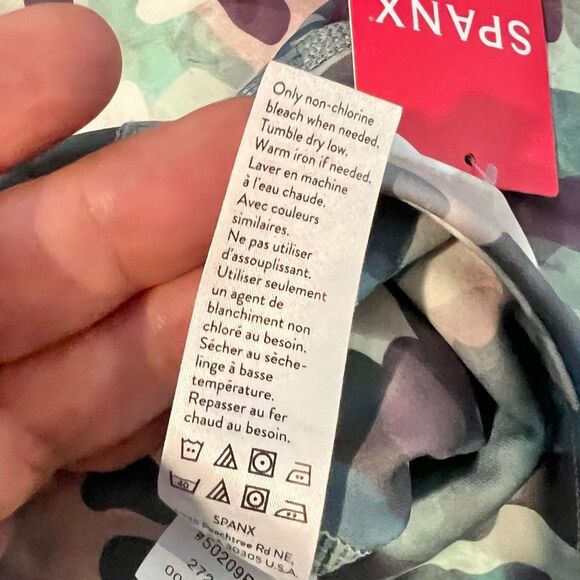 SPANX
Only non-chlorine
bleach when needed.
Tumble dry low.
Warm iron if needed.
Laver en machine
à l'eau chaude.
Avec couleurs
similaires.
Ne pas utiliser
d'assouplissant.
Utiliser seulement
un agent de
blanchiment non
chloré au besoin.
Sécher au sèche-
linge à basse
température.
Repasser au fer
chaud au besoin.
40
SPANX
Peachtree Rd NE,
GA 30305 U.S.A.
#50209R